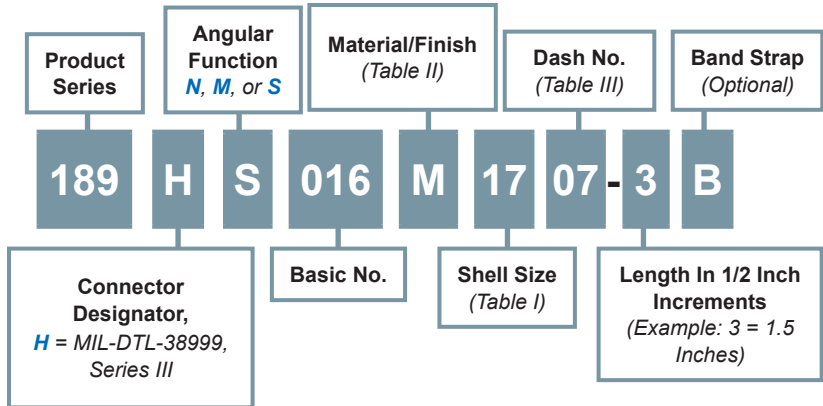 Product
Series
Angular
Function
N, M, or S
Material/Finish
(Table II)
Dash No.
(Table III)
Band Strap
(Optional)
189 H S 016 M 17 07 - 3 B
Connector
Designator,
H = MIL-DTL-38999,
Series III
Basic No.
Shell Size
(Table I)
Length In 1/2 Inch
Increments
(Example: 3 = 1.5
Inches)